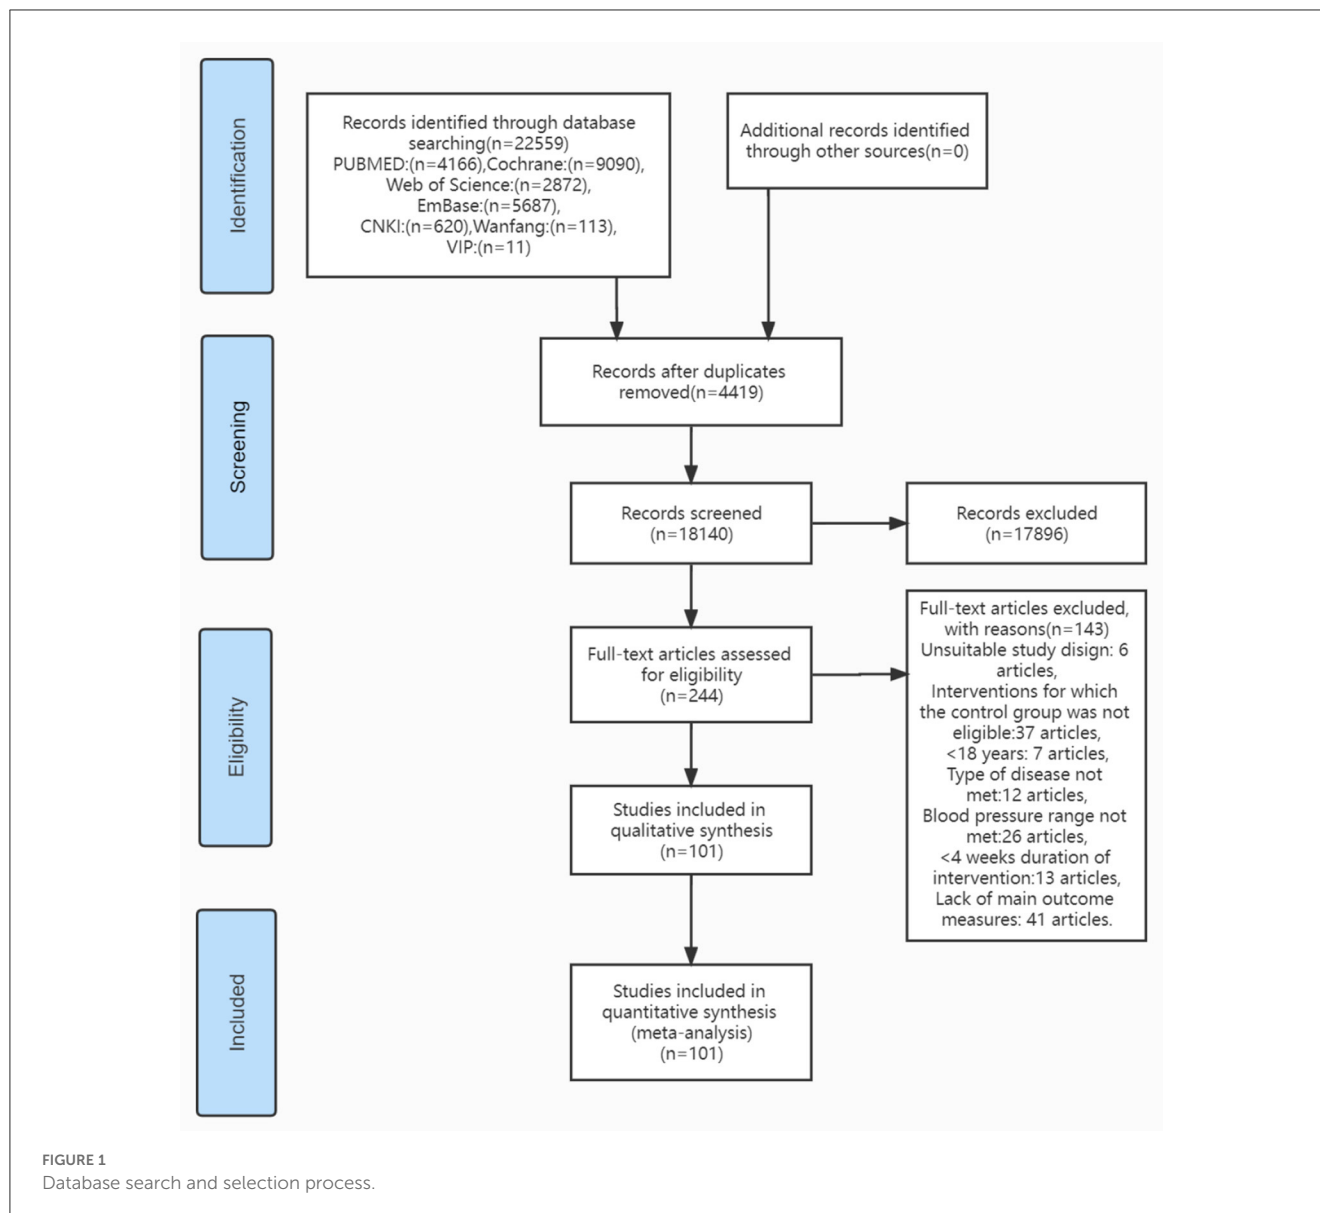 Identification
Records identified through database
searching(n=22559)
PUBMED:(n=4166),Cochrane:(n=9090),
Web of Science:(n=2872),
EmBase:(n=5687),
CNKI:(n=620),Wanfang:(n=113),
VIP:(n=11)
Additional records identified
through other sources(n=0)
Screening
Records after duplicates
removed(n=4419)
Records screened
(n=18140)
Records excluded
(n=17896)
Eligibility
Full-text articles assessed
for eligibility
(n=244)
Full-text articles excluded,
with reasons(n=143)
Unsuitable study disign: 6
articles,
Interventions for which
the control group was not
eligible:37 articles,
<18 years: 7 articles,
Type of disease not
met:12 articles,
Blood pressure range not
met:26 articles,
<4 weeks duration of
intervention:13 articles,
Lack of main outcome
measures: 41 articles.
Studies included in
qualitative synthesis
(n=101)
Included
Studies included in
quantitative synthesis
(meta-analysis)
(n=101)
FIGURE 1
Database search and selection process.